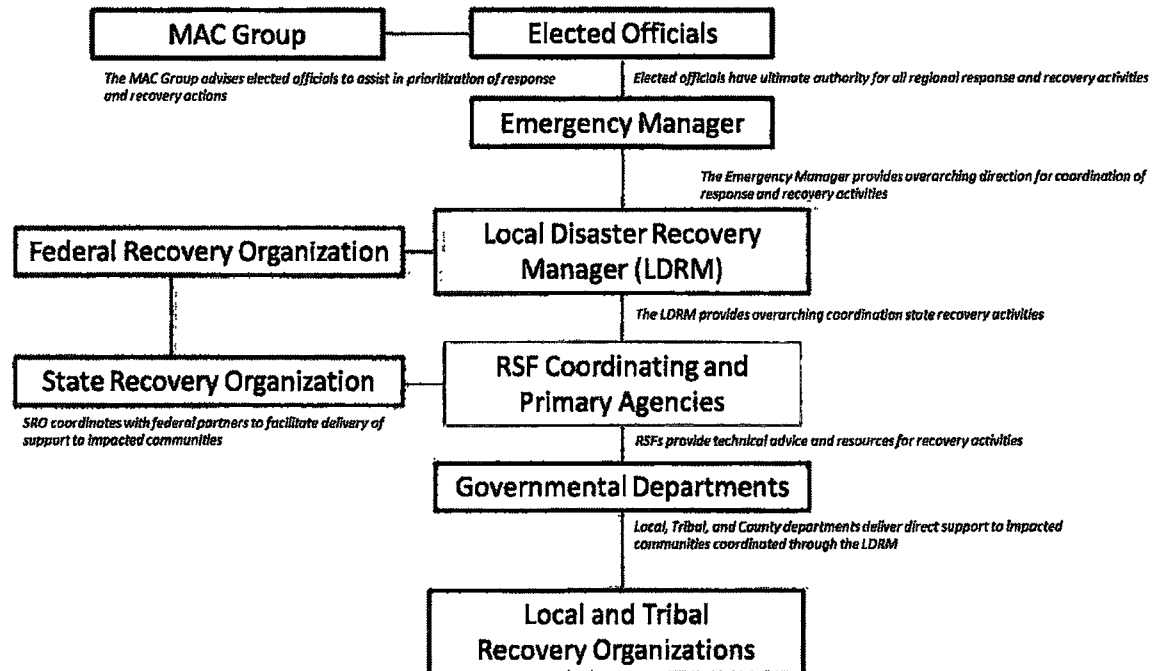 MAC Group
Elected Officials
The MAC Group advises elected officials to assist in prioritization of response
and recovery actions
Elected officials have ultimate authority for all regional response and recovery activities
Emergency Manager
The Emergency Manager provides overarching direction for coordination of
response and recovery activities
Federal Recovery Organization
Local Disaster Recovery
Manager (LDRM)
The LDRM provides overarching coordination state recovery activities
State Recovery Organization
RSF Coordinating and
Primary Agencies
SRO coordinates with federal partners to facilitate delivery of
support to impacted communities
RSFs provide technical advice and resources for recovery activities
Governmental Departments
Local, Tribal, and County departments deliver direct support to impacted
communities coordinated through the LDRM
Local and Tribal
Recovery Organizations